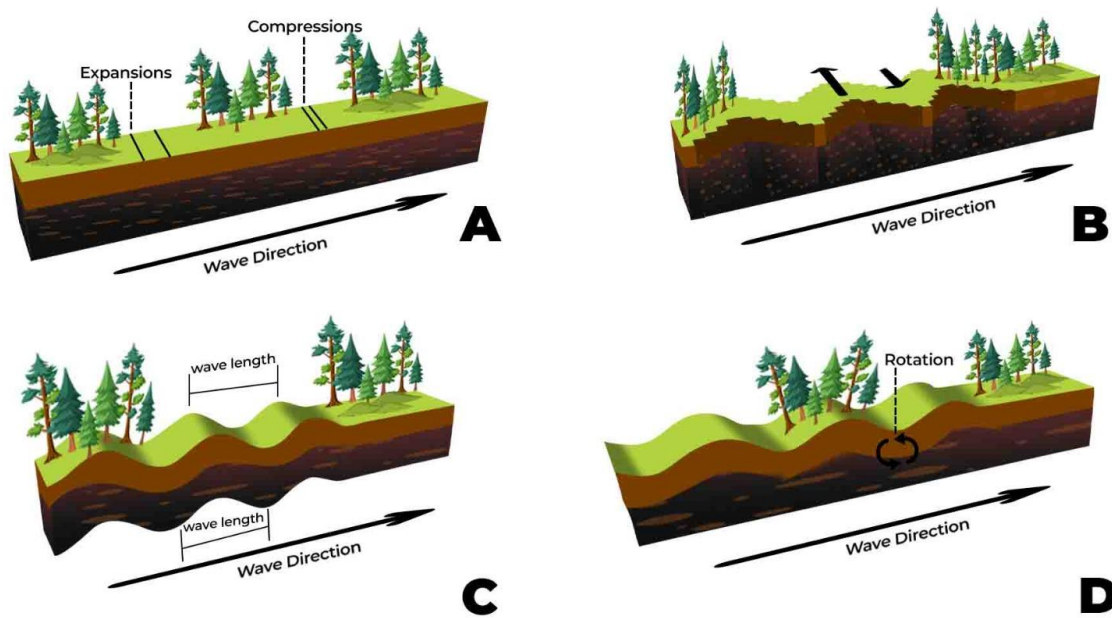 Compressions
Expansions
Wave Direction
A
Wave Direction
B
wave length
wave length
Wave Direction
C
Rotation
Wave Direction
D